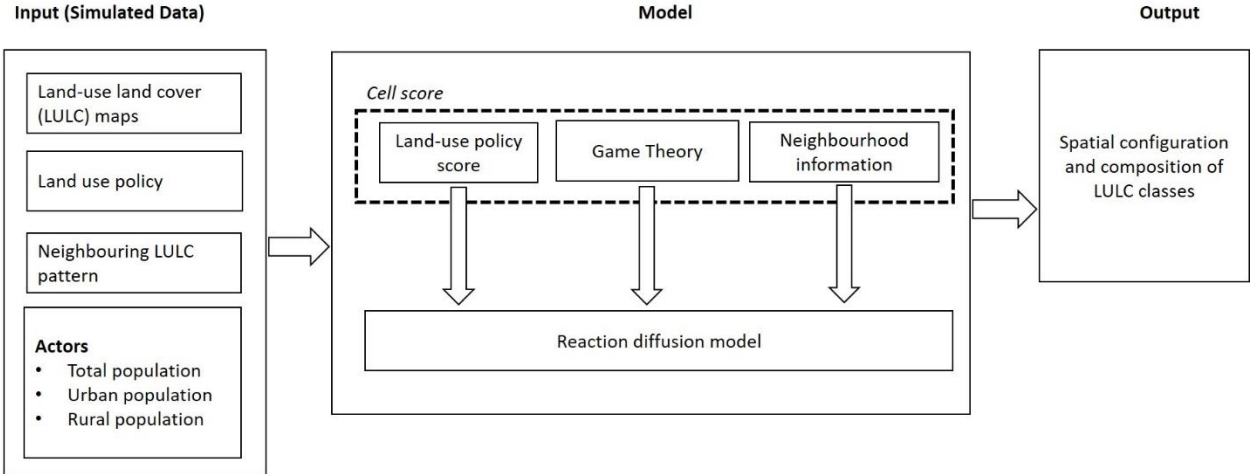 Input (Simulated Data)
Model
Output
Land-use land cover
(LULC) maps
Land use policy
Neighbouring LULC
pattern
Actors
• Total population
• Urban population
• Rural population
Cell score
Land-use policy
score
Game Theory
Neighbourhood
information
Reaction diffusion model
Spatial configuration
and composition of
LULC classes